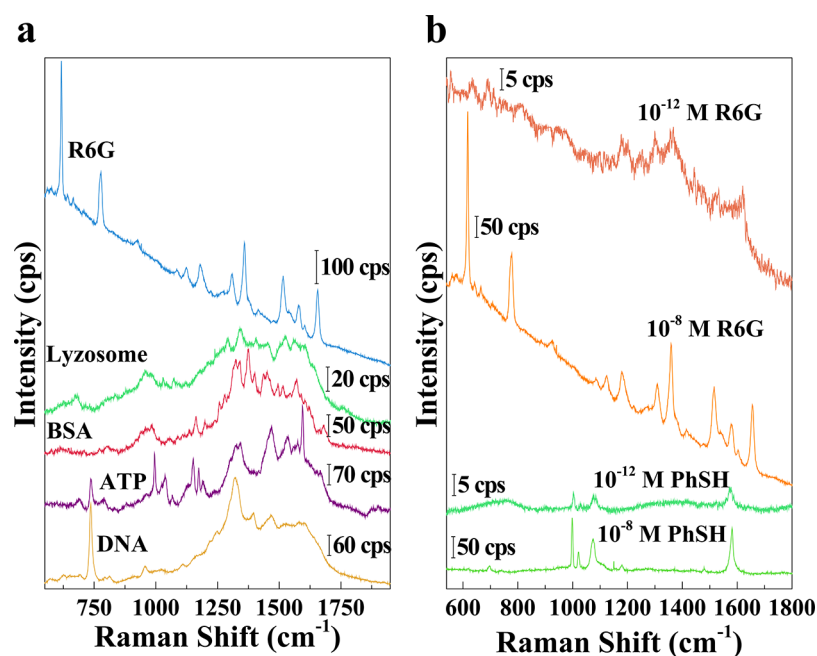 a
R6G
100 cps
Lyzosome
20 cps
BSA
50 cps
ATP
70 cps
DNA
60 cps
Intensity (cps)
750 1000 1250 1500 1750
Raman Shift (cm⁻¹)
b
5 cps
10⁻¹² M R6G
50 cps
10⁻⁸ M R6G
10⁻¹² M PhSH
5 cps
10⁻⁸ M PhSH
50 cps
Intensity (cps)
600 800 1000 1200 1400 1600 1800
Raman Shift (cm⁻¹)